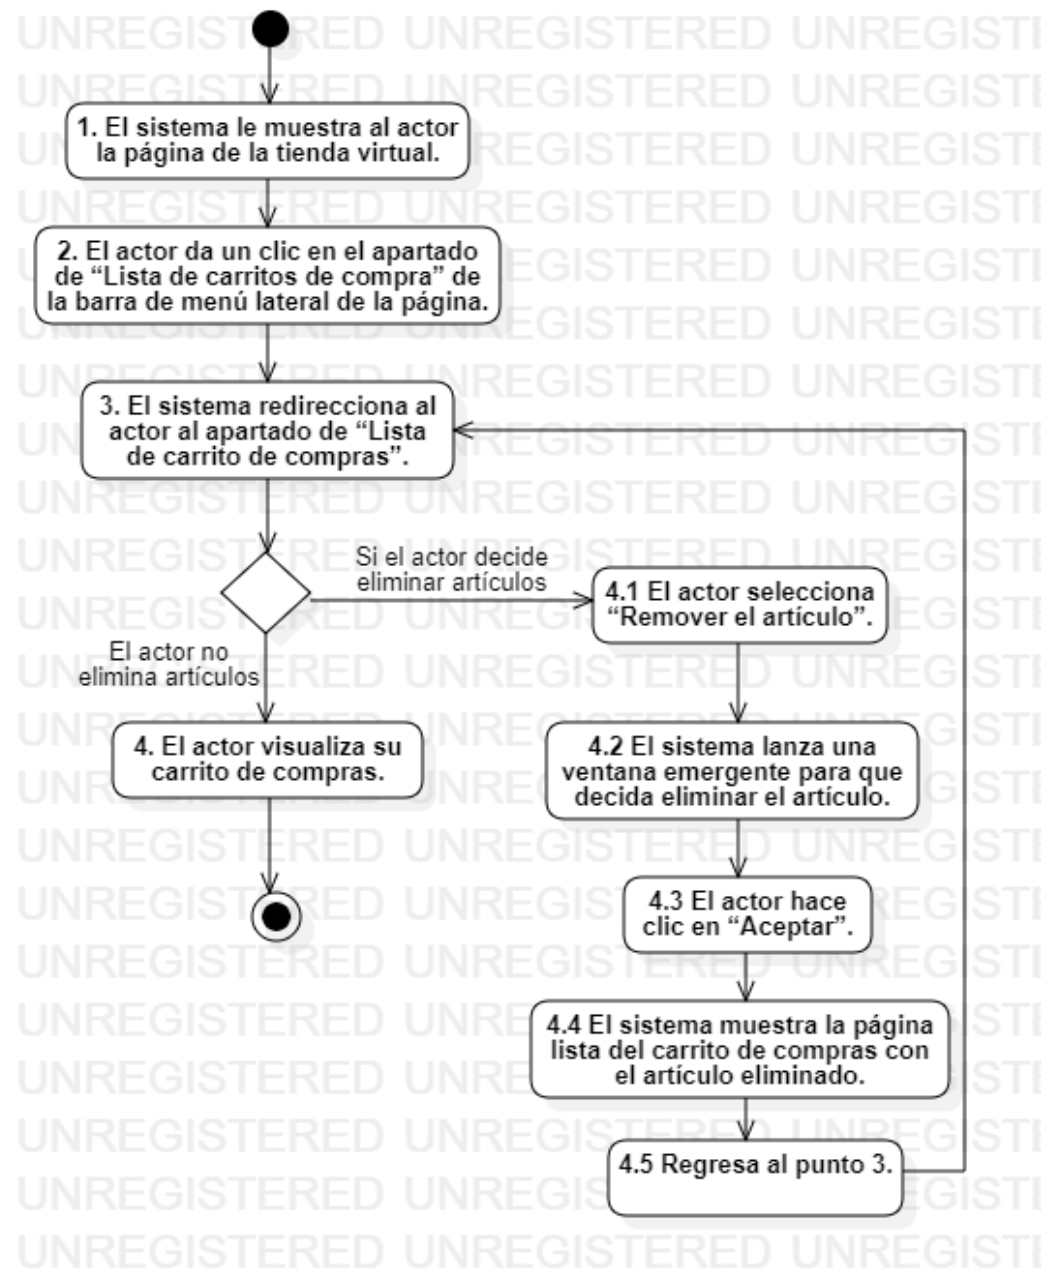 1. El sistema le muestra al actor
la página de la tienda virtual.
2. El actor da un clic en el apartado
de “Lista de carritos de compra” de
la barra de menú lateral de la página.
3. El sistema redirecciona al
actor al apartado de “Lista
de carrito de compras”.
Si el actor decide
eliminar artículos
El actor no
elimina artículos
4. El actor visualiza su
carrito de compras.
4.1 El actor selecciona
“Remover el artículo”.
4.2 El sistema lanza una
ventana emergente para que
decida eliminar el artículo.
4.3 El actor hace
clic en “Aceptar”.
4.4 El sistema muestra la página
lista del carrito de compras con
el artículo eliminado.
4.5 Regresa al punto 3.
UNREGISTERED